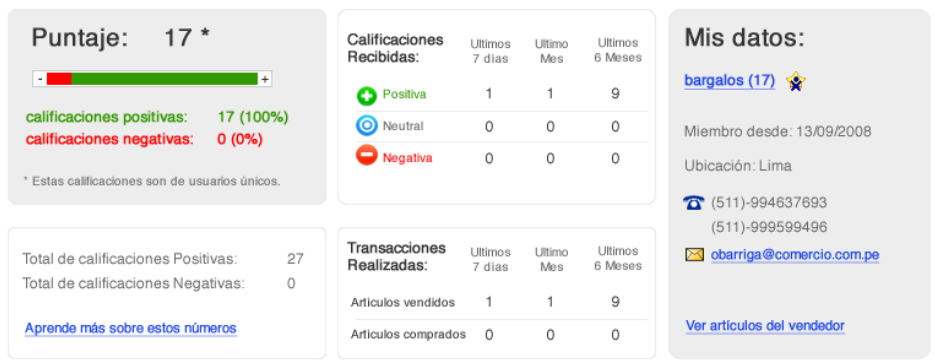 Puntaje: 17 *
- +
calificaciones positivas: 17 (100%)
calificaciones negativas: 0 (0%)
* Estas calificaciones son de usuarios únicos.
Total de calificaciones Positivas: 27
Total de calificaciones Negativas: 0
Aprende más sobre estos números
Calificaciones Recibidas: Ultimos 7 dias Ultimo Mes Ultimos 6 Meses
Positiva 1 1 9
Neutral 0 0 0
Negativa 0 0 0
Transacciones Realizadas: Ultimos 7 dias Ultimo Mes Ultimos 6 Meses
Articulos vendidos 1 1 9
Articulos comprados 0 0 0
Mis datos:
bargalos (17)
Miembro desde: 13/09/2008
Ubicación: Lima
(511)-994637693
(511)-999599496
obarriga@comercio.com.pe
Ver artículos del vendedor